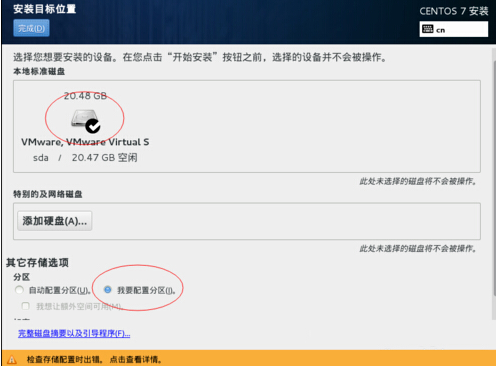 安装目标位置
CENTOS 7 安装
完成(D)
cn
选择您想要安装的设备。在您点击“开始安装”按钮之前，选择的设备并不会被操作。
本地标准磁盘
20.48 GB
VMware, VMware Virtual S
sda / 20.47 GB 空闲
此处未选择的磁盘将不会被操作。
特别的及网络磁盘
添加硬盘(A)...
此处未选择的磁盘将不会被操作。
其它存储选项
分区
自动配置分区(U)。 我要配置分区(I)。
我想让额外空间可用(M)。
完整磁盘摘要以及引导程序(F)...
检查存储配置时出错。 点击查看详情。